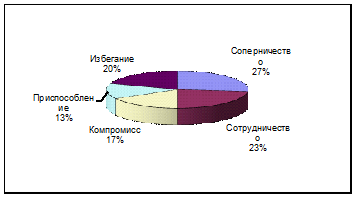 Избегание
20%
Соперничеств
о
27%
Приспособлен
ие
13%
Компромисс
17%
Сотрудничеств
о
23%